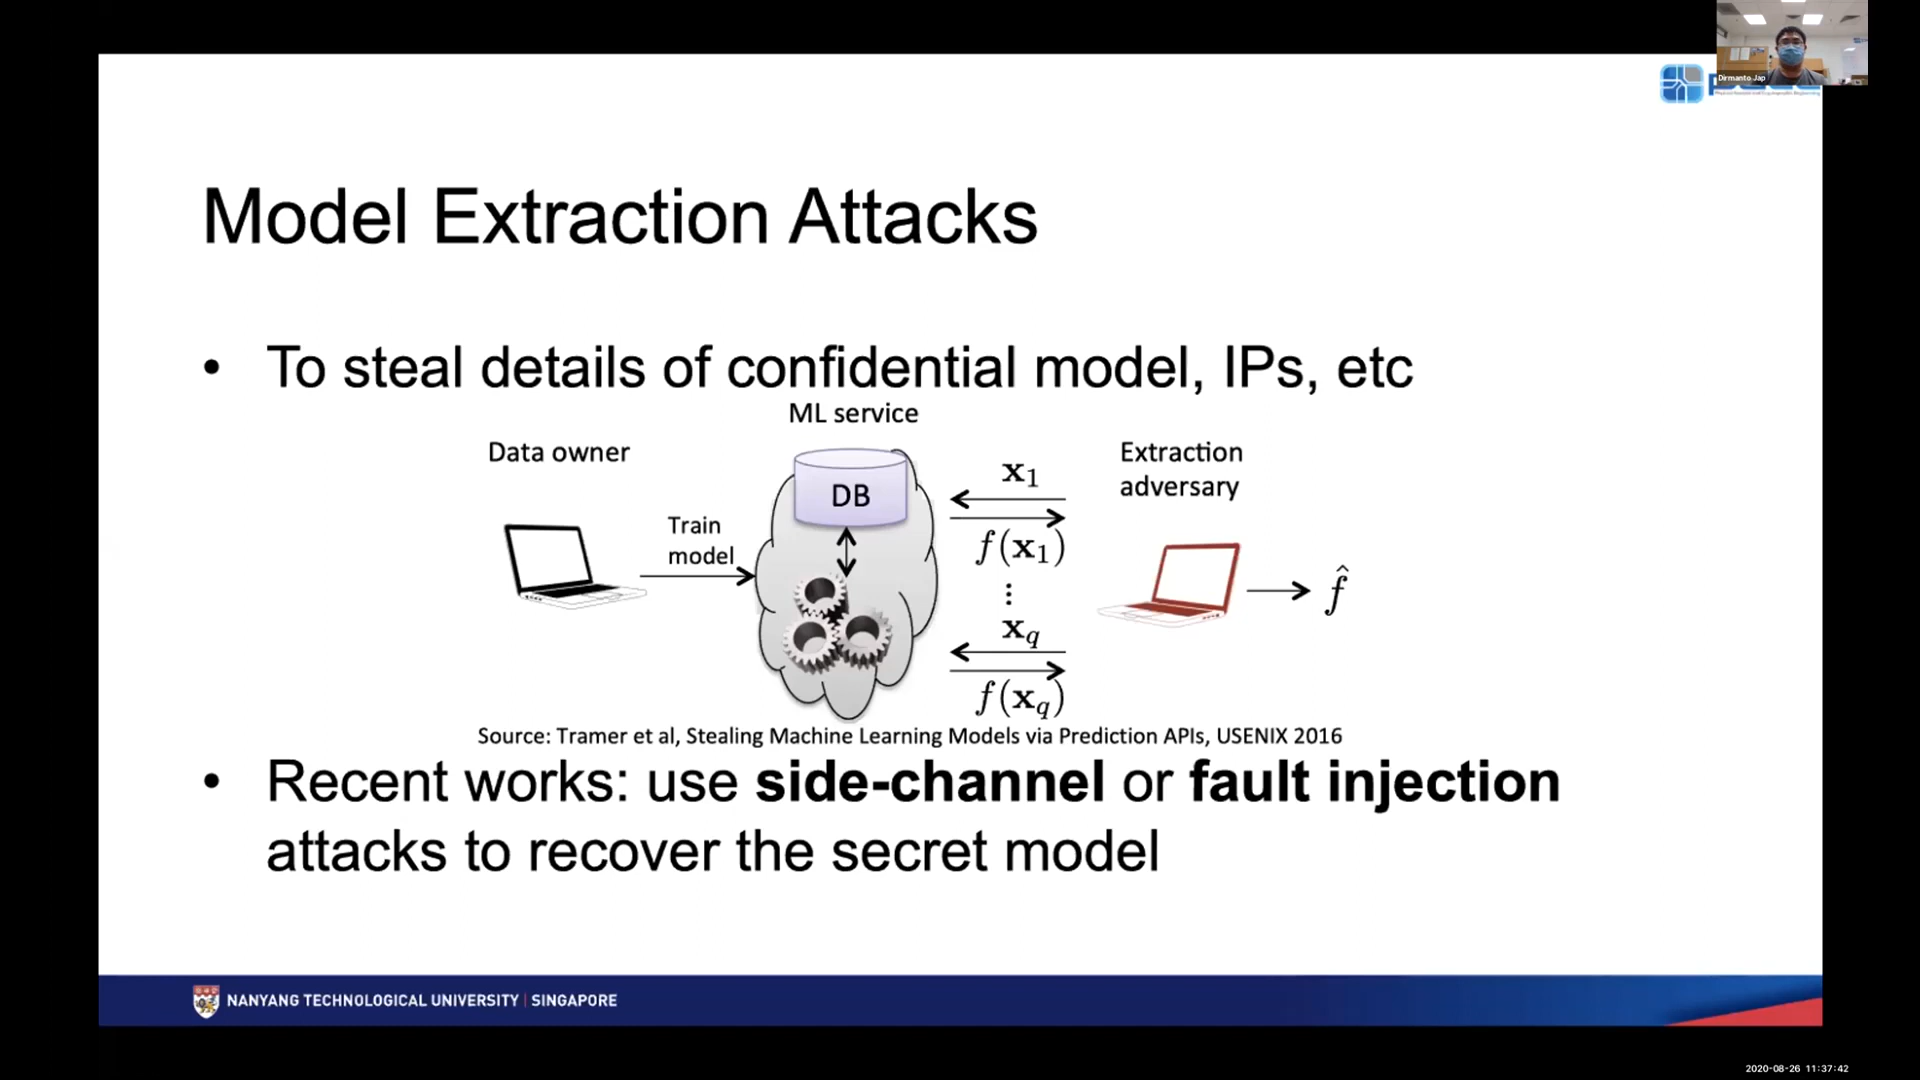 Dirmanto Jap
Model Extraction Attacks
• To steal details of confidential model, IPs, etc
ML service
Data owner
Extraction
adversary
DB
Train
model
x₁
f(x₁)
⋮
x_q
f(x_q)
f̂
Source: Tramer et al, Stealing Machine Learning Models via Prediction APIs, USENIX 2016
• Recent works: use side-channel or fault injection
attacks to recover the secret model
NANYANG TECHNOLOGICAL UNIVERSITY | SINGAPORE
2020-08-26 11:37:42